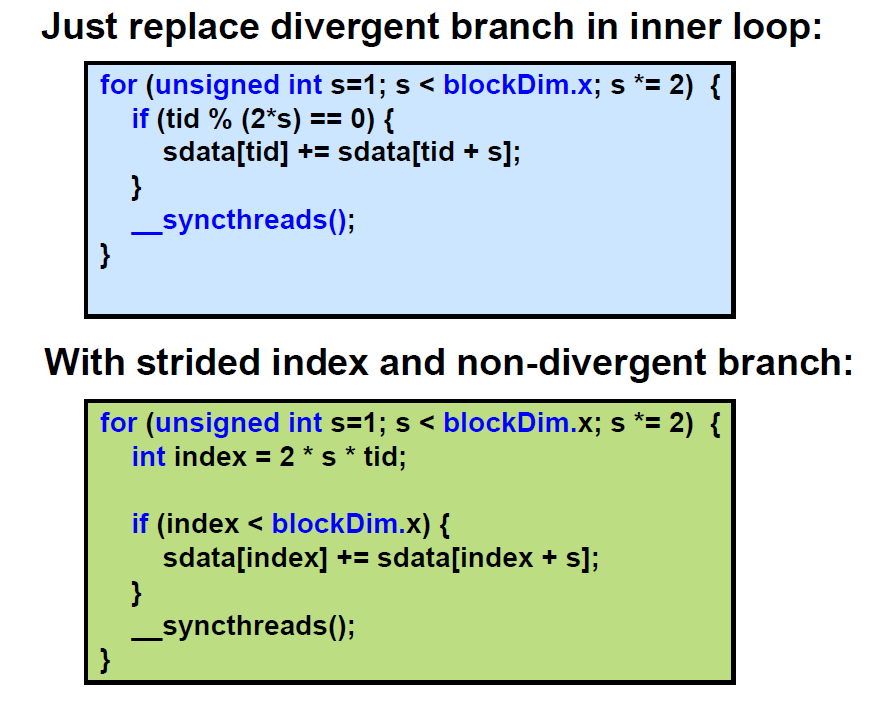 Just replace divergent branch in inner loop:
for (unsigned int s=1; s < blockDim.x; s *= 2) {
if (tid % (2*s) == 0) {
sdata[tid] += sdata[tid + s];
}
__syncthreads();
}
With strided index and non-divergent branch:
for (unsigned int s=1; s < blockDim.x; s *= 2) {
int index = 2 * s * tid;
if (index < blockDim.x) {
sdata[index] += sdata[index + s];
}
__syncthreads();
}